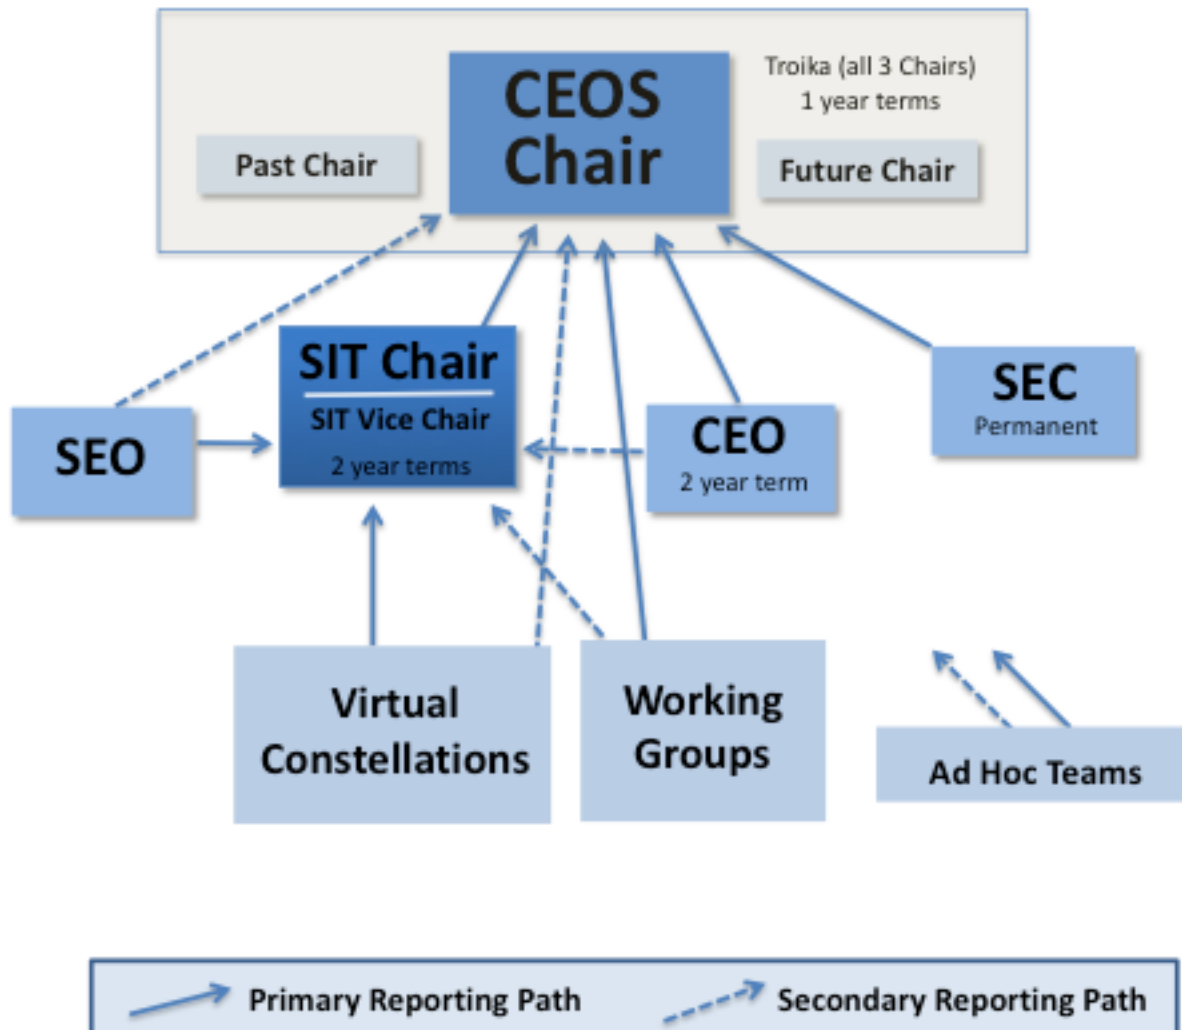 CEOS
Chair
Troika (all 3 Chairs)
1 year terms
Past Chair
Future Chair
SIT Chair
SIT Vice Chair
2 year terms
SEO
CEO
2 year term
SEC
Permanent
Virtual
Constellations
Working
Groups
Ad Hoc Teams
Primary Reporting Path
Secondary Reporting Path